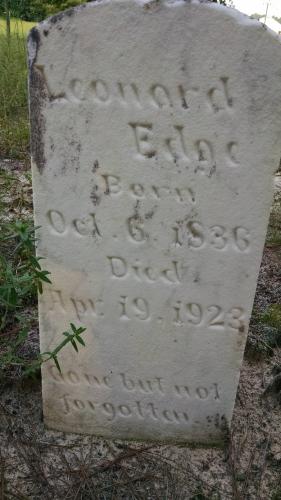 Leonard
Edge
Born
Oct. 6. 1836
Died
Apr. 19. 1923
Gone but not
forgotten.